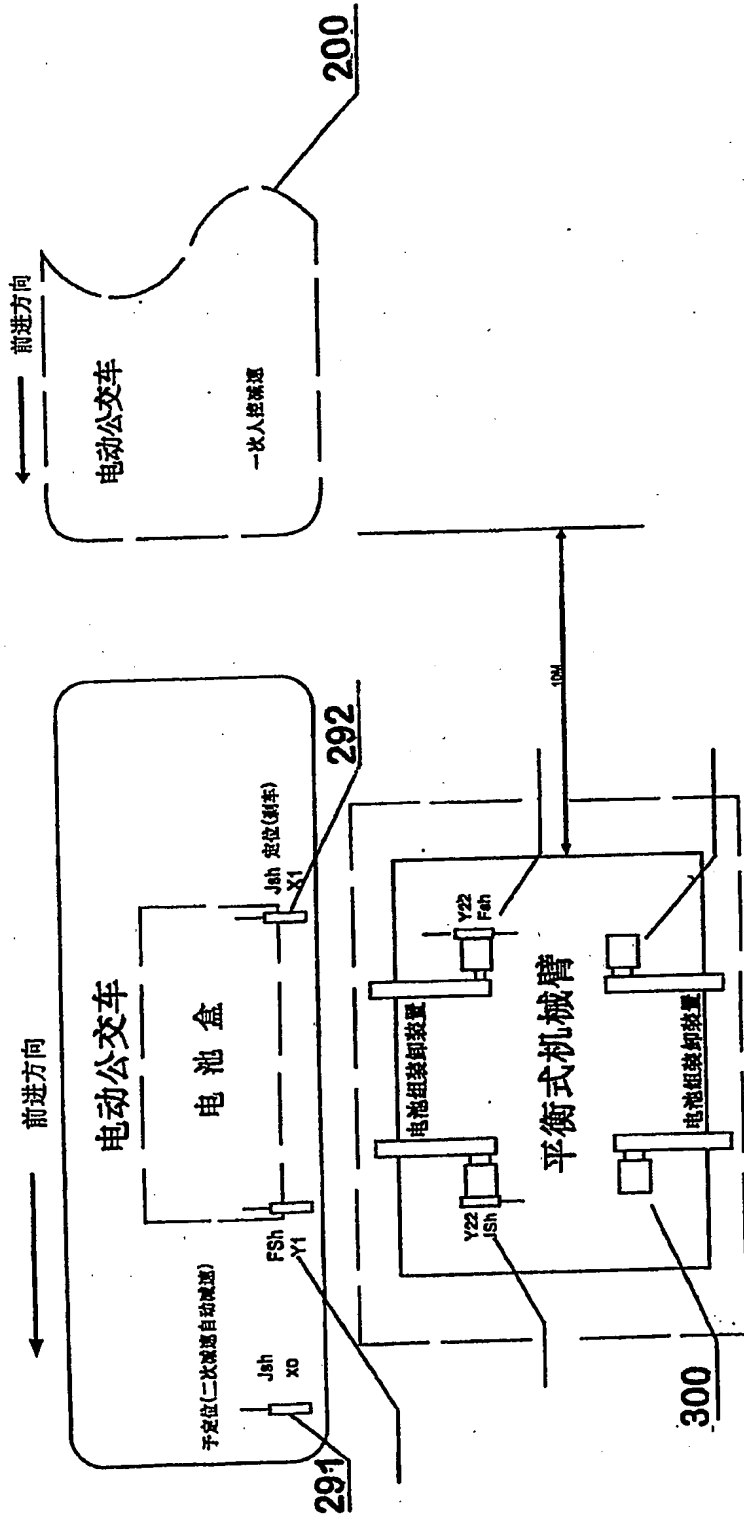 前进方向
前进方向
200
电动公交车
一次人控减速
电动公交车
电池盒
292
Jsh 定位(刹车)
X1
FSh
Y1
于定位(二次减速自动减速)
Jsh
X0
291
10M
电池组装卸装置
Y22
Fsh
Y22
JSh
平衡式机械臂
电池组装卸装置
300